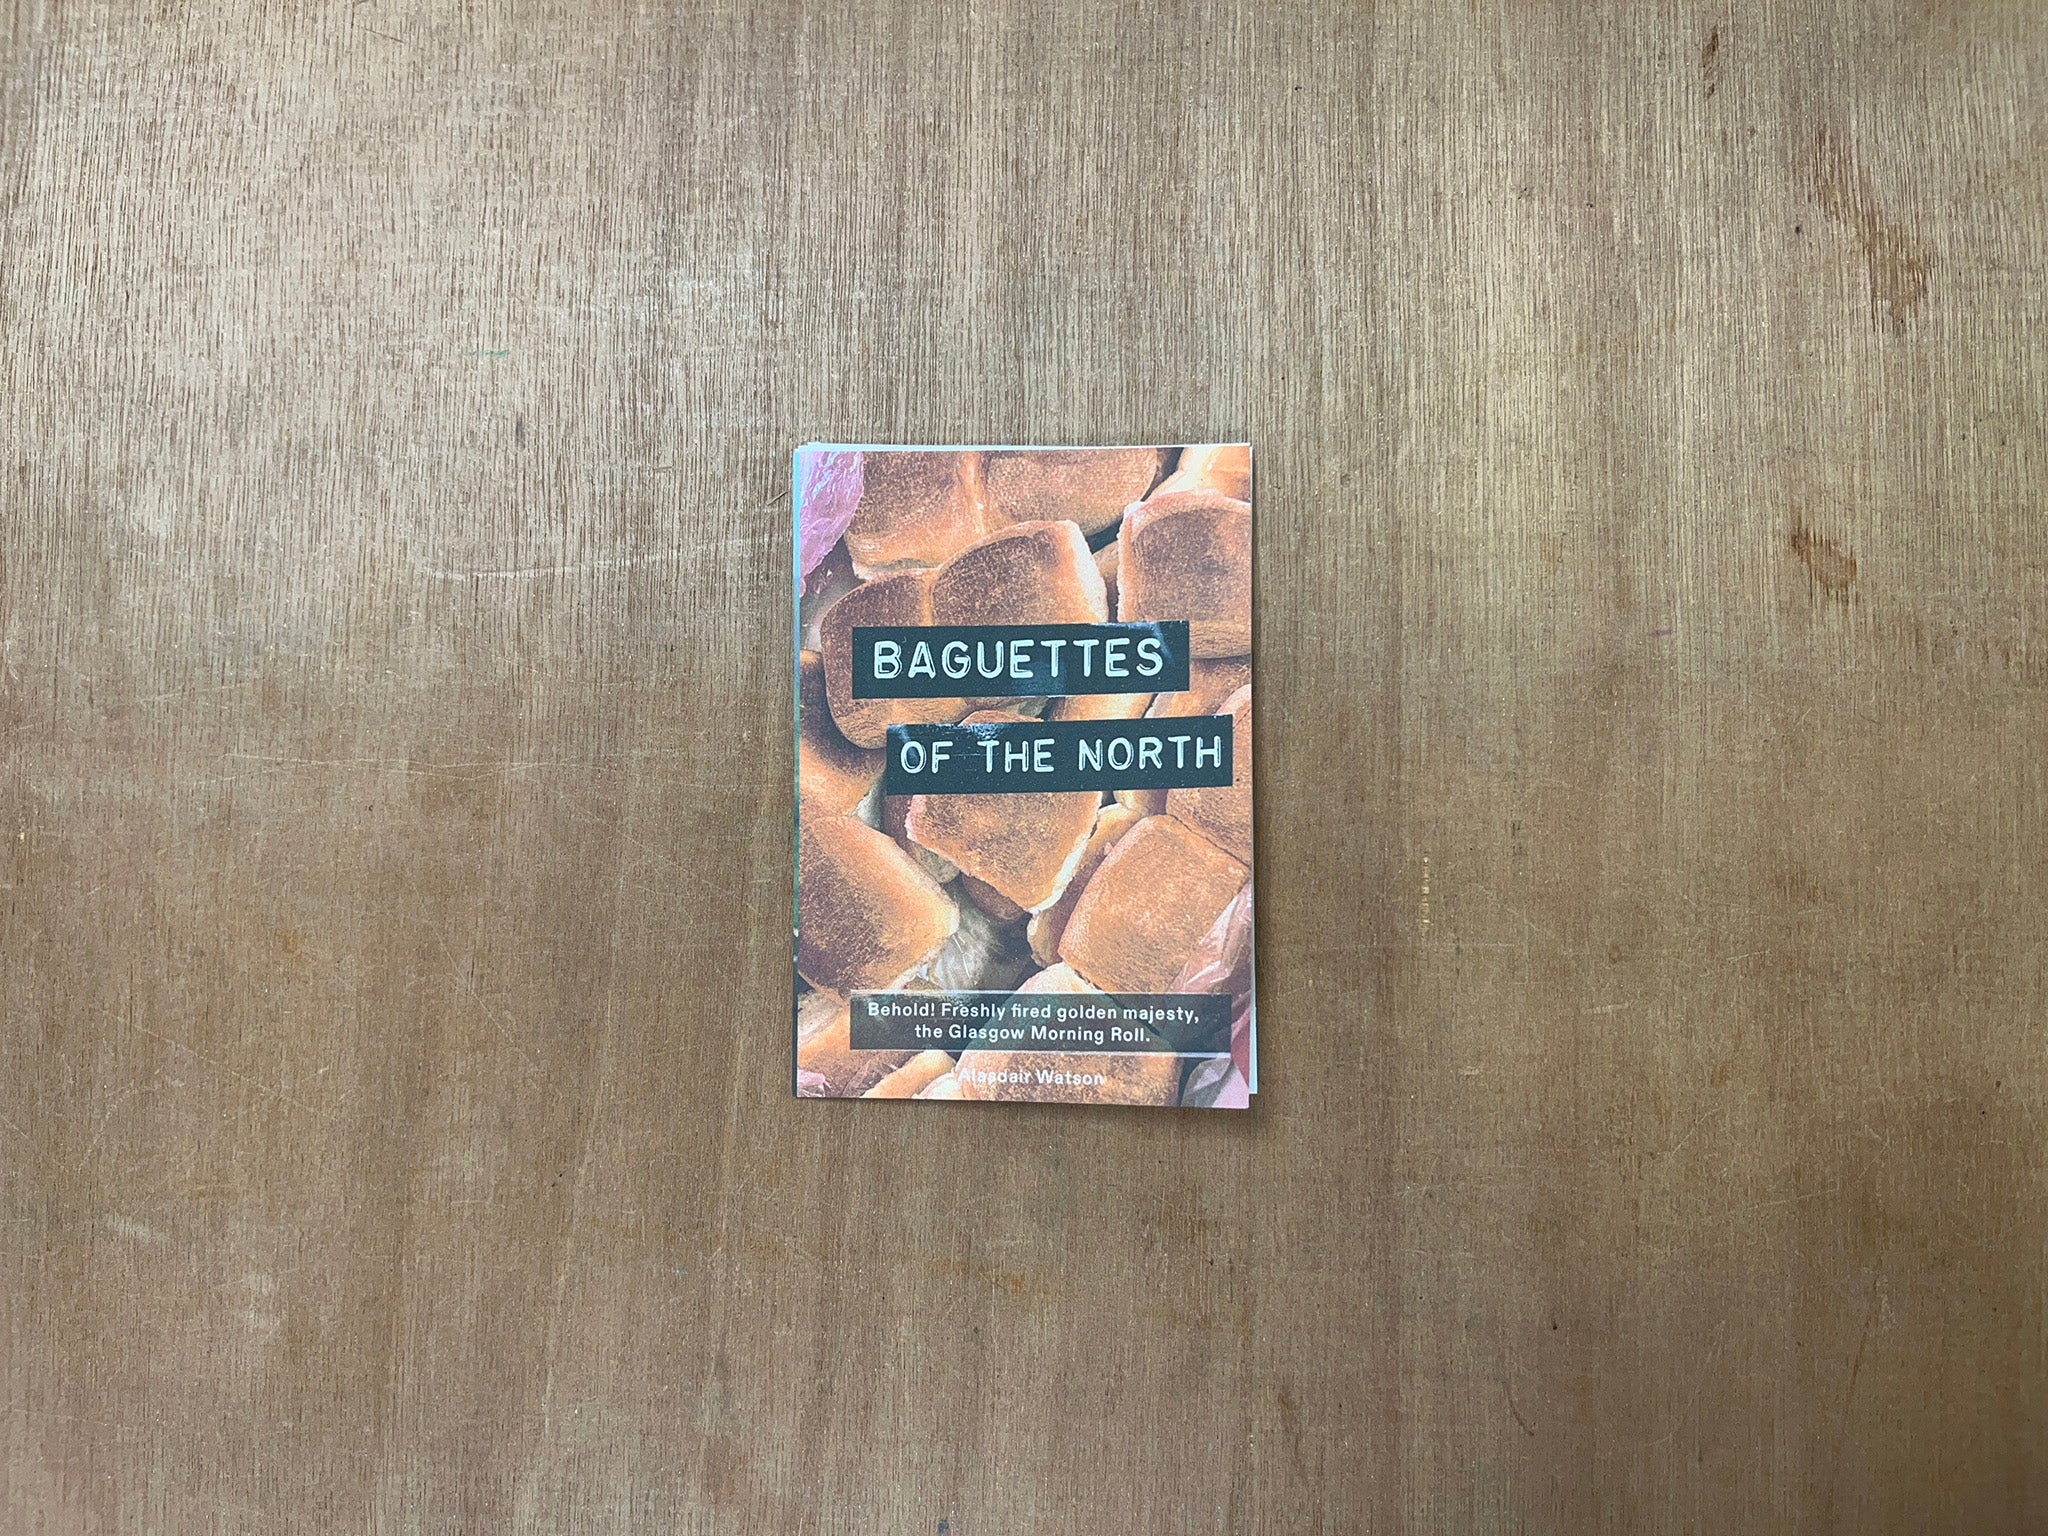 BAGUETTES
OF THE NORTH
Behold! Freshly fired golden majesty,
the Glasgow Morning Roll.
Alasdair Watson